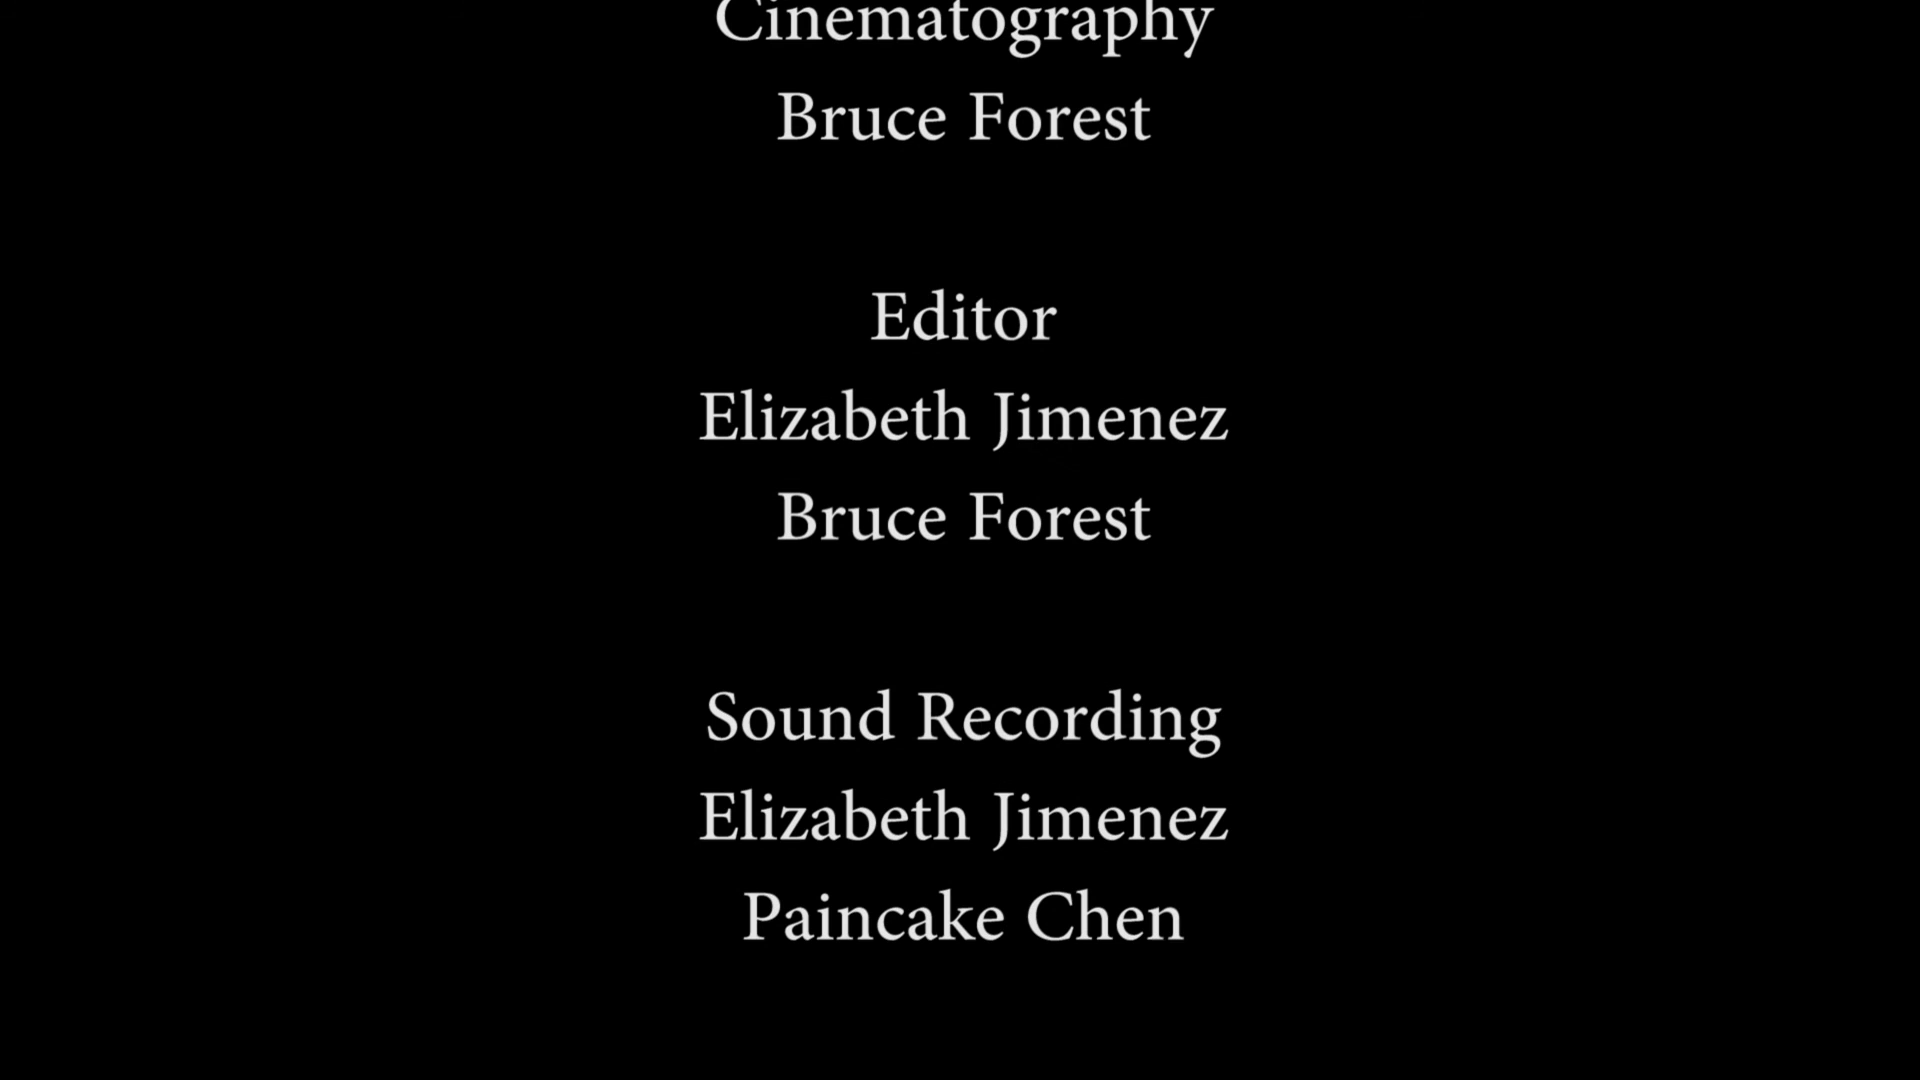 Cinematography
Bruce Forest
Editor
Elizabeth Jimenez
Bruce Forest
Sound Recording
Elizabeth Jimenez
Paincake Chen